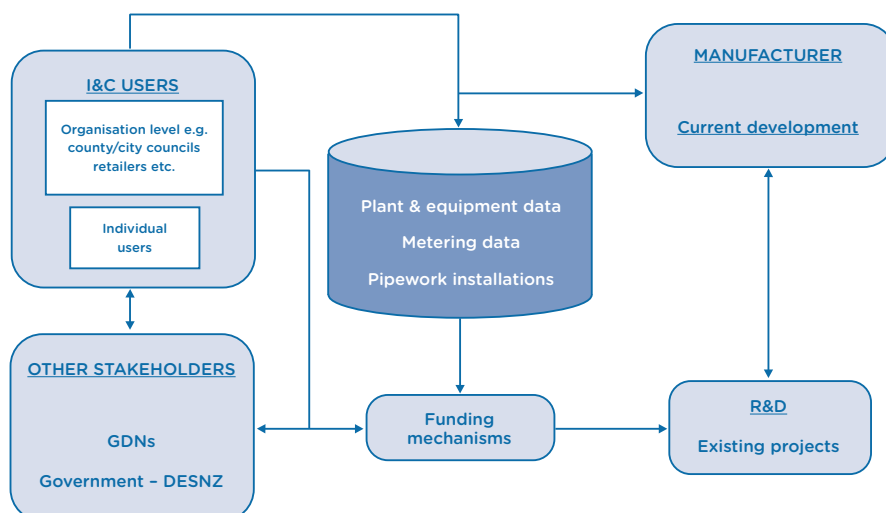 I&C USERS
Organisation level e.g.
county/city councils
retailers etc.
Individual
users
MANUFACTURER
Current development
Plant & equipment data
Metering data
Pipework installations
OTHER STAKEHOLDERS
GDNs
Government – DESNZ
Funding
mechanisms
R&D
Existing projects